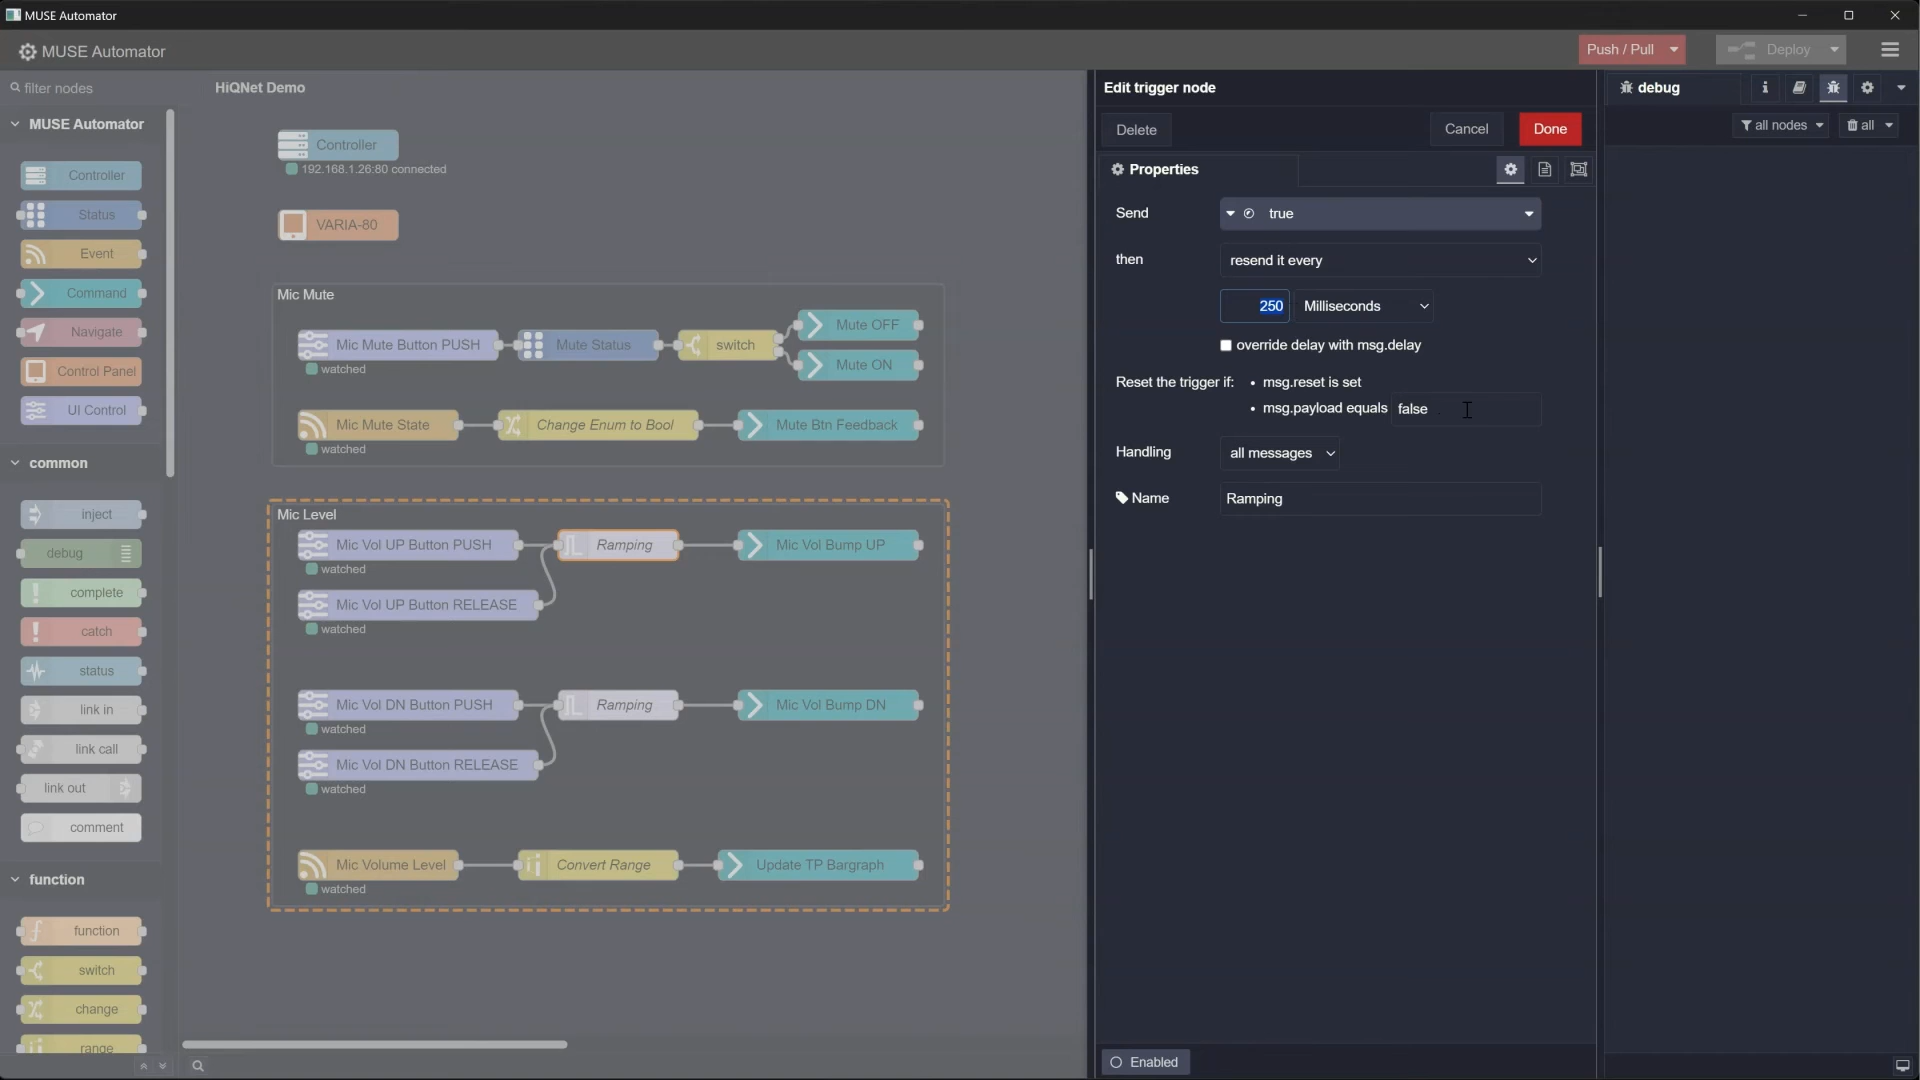 MUSE Automator
MUSE Automator
Push / Pull
Deploy
filter nodes
MUSE Automator
Controller
Status
Event
Command
Navigate
Control Panel
UI Control
common
inject
debug
complete
catch
status
link in
link call
link out
comment
function
function
switch
change
range
HiQNet Demo
Controller
192.168.1.26:80 connected
VARIA-80
Mic Mute
Mic Mute Button PUSH
watched
Mute Status
switch
Mute OFF
Mute ON
Mic Mute State
watched
Change Enum to Bool
Mute Btn Feedback
Mic Level
Mic Vol UP Button PUSH
watched
Ramping
Mic Vol Bump UP
Mic Vol UP Button RELEASE
watched
Mic Vol DN Button PUSH
watched
Ramping
Mic Vol Bump DN
Mic Vol DN Button RELEASE
watched
Mic Volume Level
watched
Convert Range
Update TP Bargraph
Edit trigger node
Delete
Cancel
Done
Properties
Send
true
then
resend it every
250
Milliseconds
override delay with msg.delay
Reset the trigger if:
• msg.reset is set
• msg.payload equals
false
Handling
all messages
Name
Ramping
Enabled
debug
i
all nodes
all